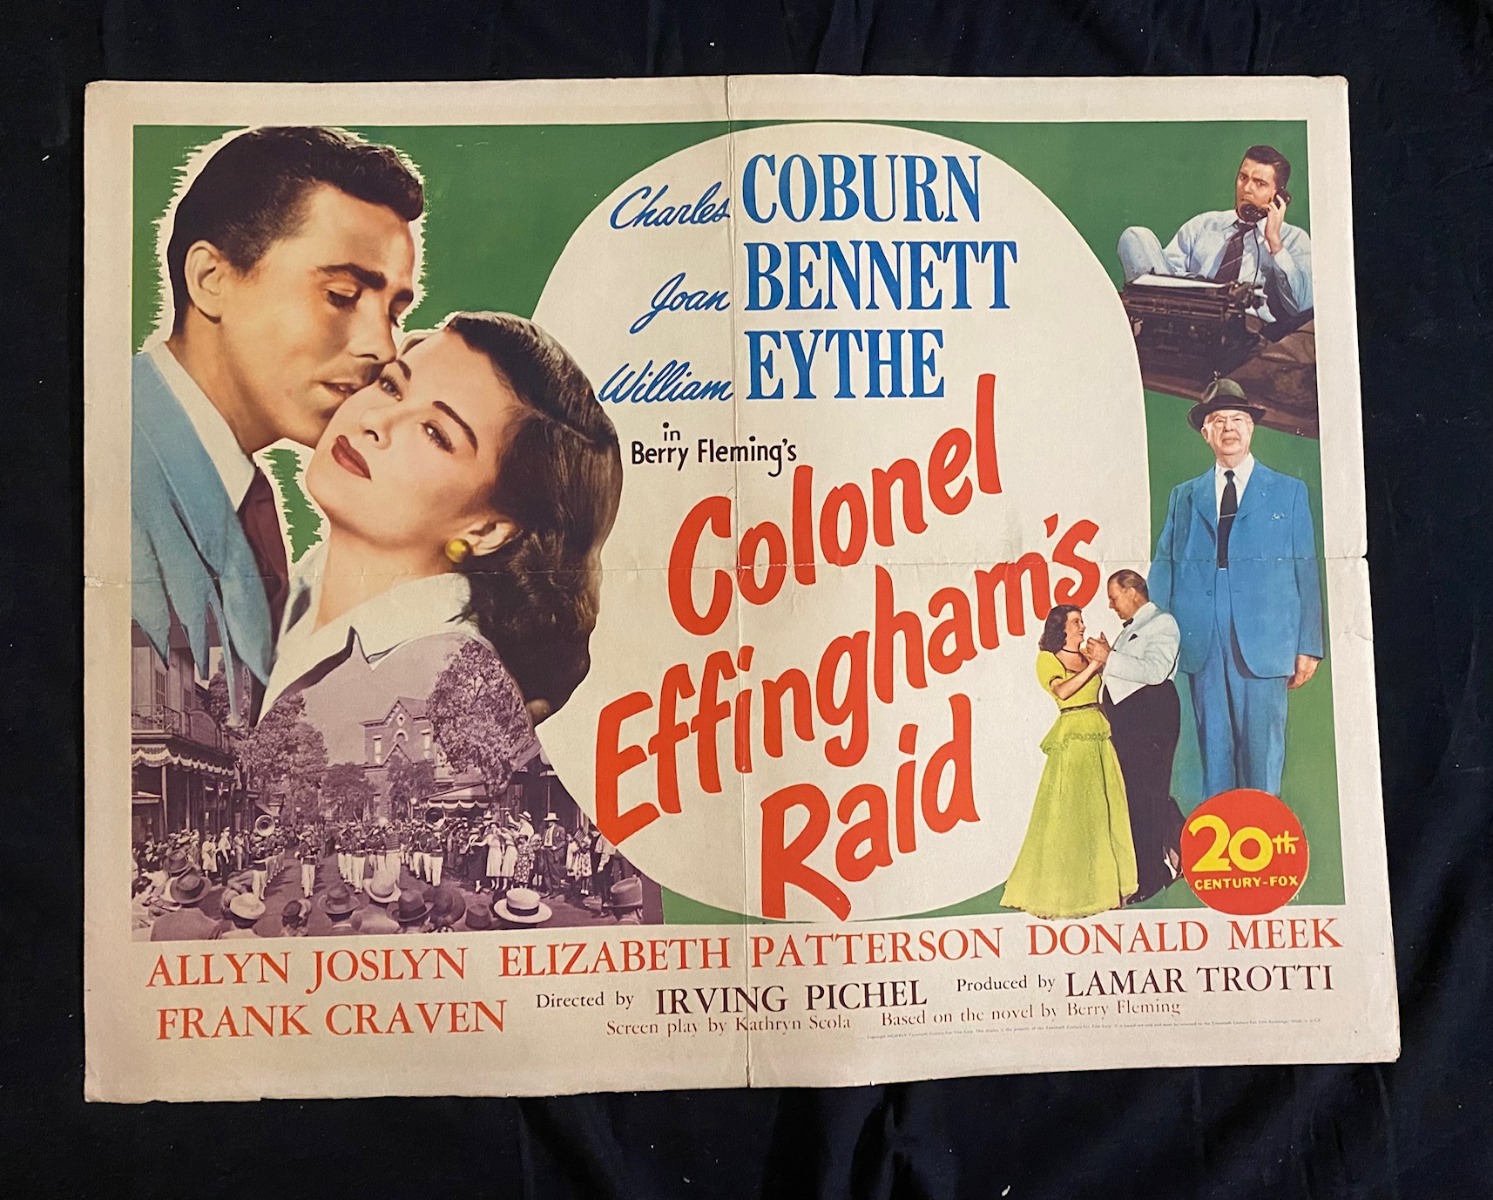 Charles COBURN
Joan BENNETT
William EYTHE
in
Berry Fleming's
Colonel
Effingham's
Raid
20th
CENTURY-FOX
ALLYN JOSLYN ELIZABETH PATTERSON DONALD MEEK
FRANK CRAVEN Directed by IRVING PICHEL Produced by LAMAR TROTTI
Screen play by Kathryn Scola Based on the novel by Berry Fleming